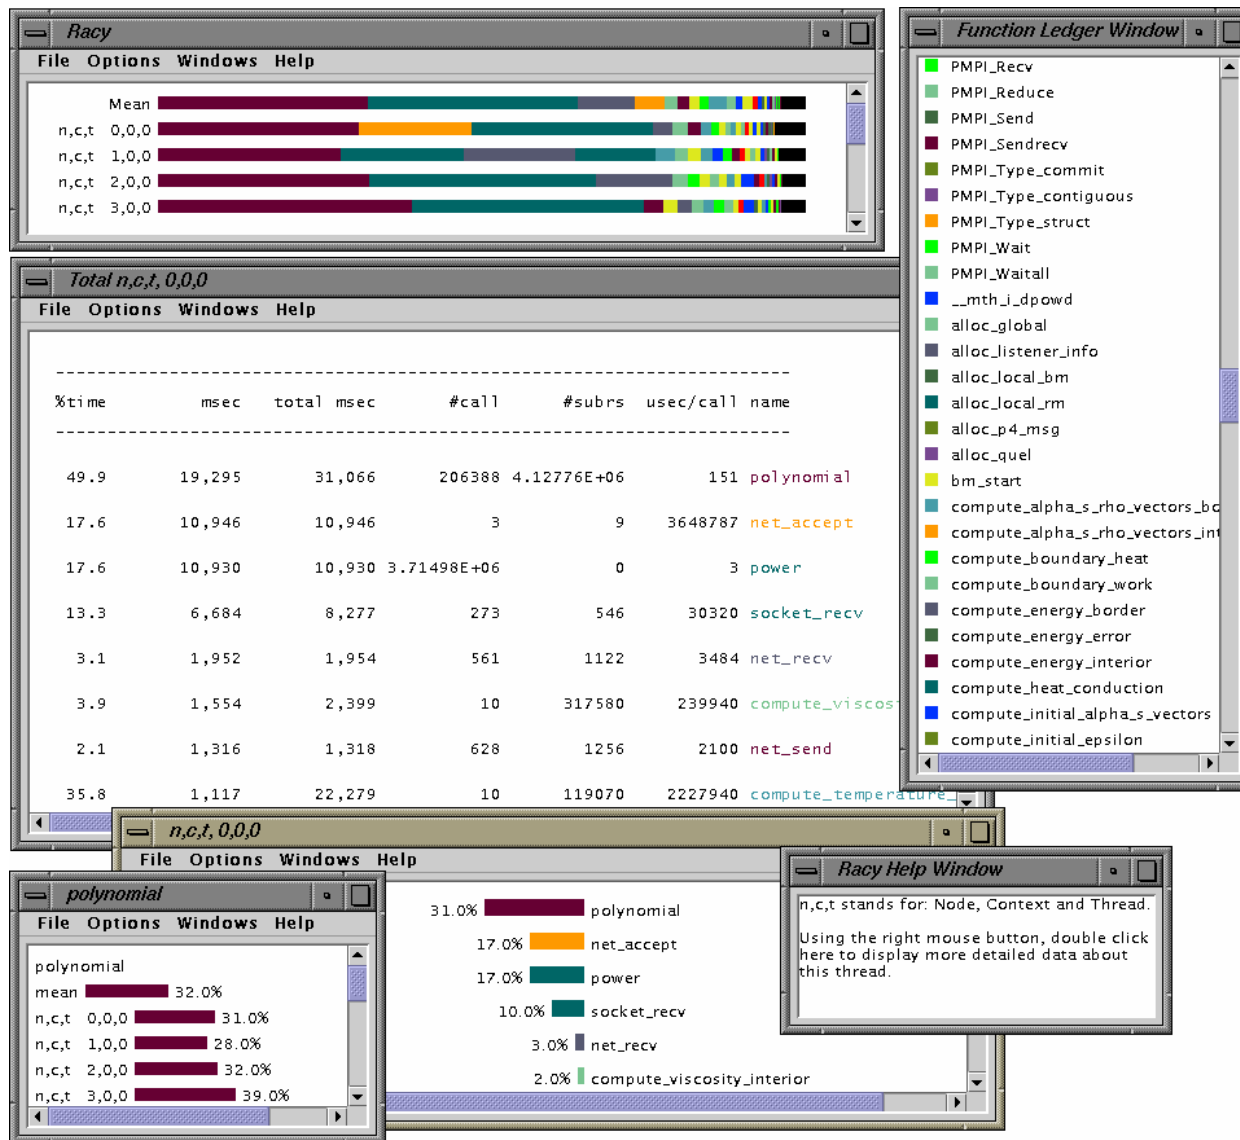 Racy
File Options Windows Help
Mean
n,c,t 0,0,0
n,c,t 1,0,0
n,c,t 2,0,0
n,c,t 3,0,0
Function Ledger Window
PMPI_Recv
PMPI_Reduce
PMPI_Send
PMPI_Sendrecv
PMPI_Type_commit
PMPI_Type_contiguous
PMPI_Type_struct
PMPI_Wait
PMPI_Waitall
__mth_i_dpowd
alloc_global
alloc_listener_info
alloc_local_bm
alloc_local_rm
alloc_p4_msg
alloc_quel
bm_start
compute_alpha_s_rho_vectors_bo
compute_alpha_s_rho_vectors_int
compute_boundary_heat
compute_boundary_work
compute_energy_border
compute_energy_error
compute_energy_interior
compute_heat_conduction
compute_initial_alpha_s_vectors
compute_initial_epsilon
Total n,c,t, 0,0,0
File Options Windows Help
--------------------------------------------------------------------------------
%time msec total msec #call #subrs usec/call name
--------------------------------------------------------------------------------
49.9 19,295 31,066 206388 4.12776E+06 151 polynomial
17.6 10,946 10,946 3 9 3648787 net_accept
17.6 10,930 10,930 3.71498E+06 0 3 power
13.3 6,684 8,277 273 546 30320 socket_recv
3.1 1,952 1,954 561 1122 3484 net_recv
3.9 1,554 2,399 10 317580 239940 compute_viscos
2.1 1,316 1,318 628 1256 2100 net_send
35.8 1,117 22,279 10 119070 2227940 compute_temperature_
n,c,t, 0,0,0
File Options Windows Help
31.0% polynomial
17.0% net_accept
17.0% power
10.0% socket_recv
3.0% net_recv
2.0% compute_viscosity_interior
polynomial
File Options Windows Help
polynomial
mean 32.0%
n,c,t 0,0,0 31.0%
n,c,t 1,0,0 28.0%
n,c,t 2,0,0 32.0%
n,c,t 3,0,0 39.0%
Racy Help Window
n,c,t stands for: Node, Context and Thread.
Using the right mouse button, double click
here to display more detailed data about
this thread.